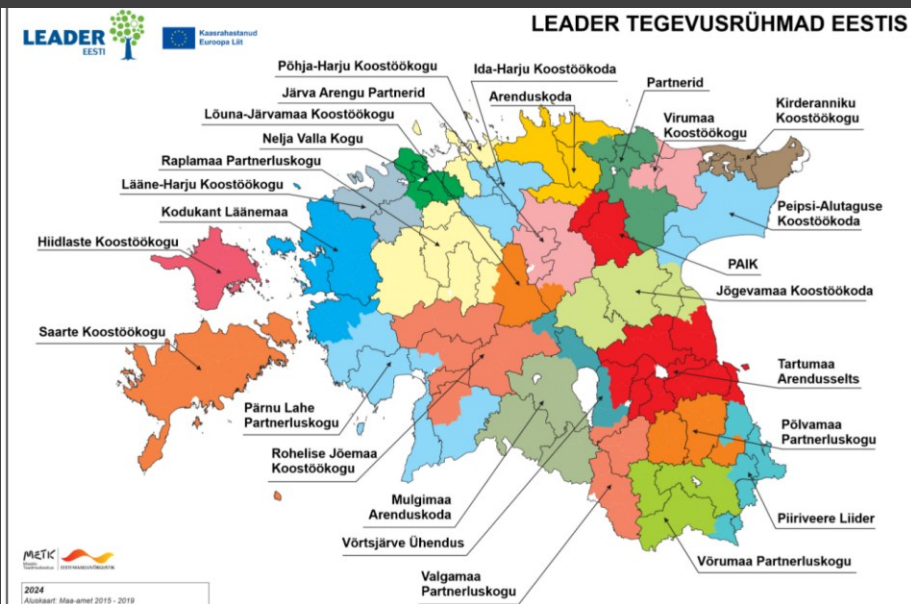 LEADER
EESTI
Kaasrahastanud
Euroopa Liit
LEADER TEGEVUSRÜHMAD EESTIS
Põhja-Harju Koostöökogu
Ida-Harju Koostöökoda
Järva Arengu Partnerid
Arenduskoda
Partnerid
Lõuna-Järvamaa Koostöökogu
Virumaa
Koostöökogu
Kirderanniku
Koostöökogu
Nelja Valla Kogu
Raplamaa Partnerluskogu
Lääne-Harju Koostöökogu
Kodukant Läänemaa
Peipsi-Alutaguse
Koostöökoda
Hiidlaste Koostöökogu
PAIK
Jõgevamaa Koostöökoda
Saarte Koostöökogu
Tartumaa
Arendusselts
Pärnu Lahe
Partnerluskogu
Põlvamaa
Partnerluskogu
Rohelise Jõemaa
Koostöökogu
Mulgimaa
Arenduskoda
Piiriveere Liider
Võrtsjärve Ühendus
Võrumaa Partnerluskogu
Valgamaa
Partnerluskogu
METK
2024
Aluskaart: Maa-amet 2015 - 2019